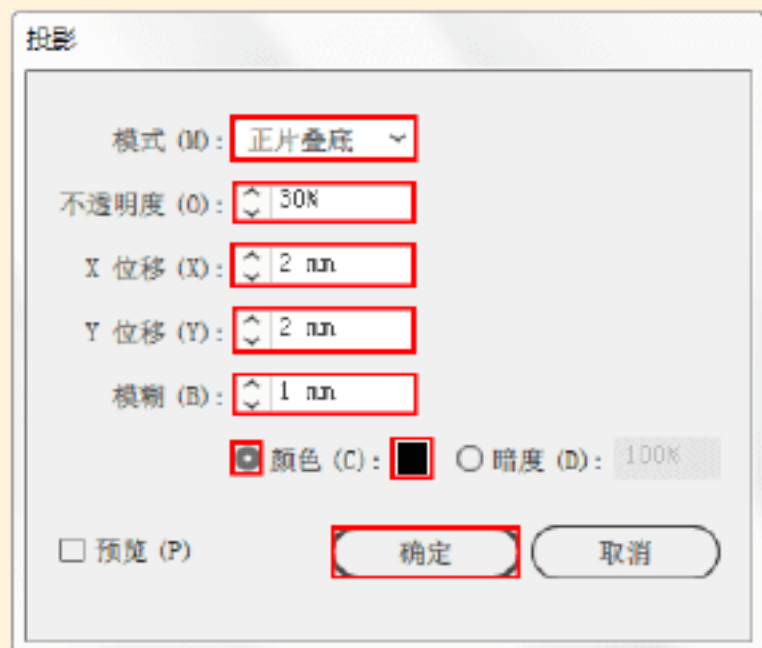 投影
模式 (M): 正片叠底
不透明度 (O): 30%
X 位移 (X): 2 mm
Y 位移 (Y): 2 mm
模糊 (B): 1 mm
颜色 (C): 暗度 (D): 100%
预览 (P) 确定 取消